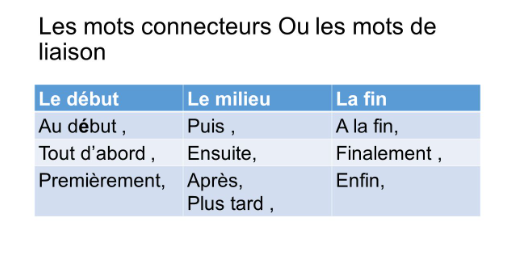 Les mots connecteurs Ou les mots de
liaison
Le début Le milieu La fin
Au début , Puis , A la fin,
Tout d’abord , Ensuite, Finalement ,
Premièrement, Après, Enfin,
Plus tard ,